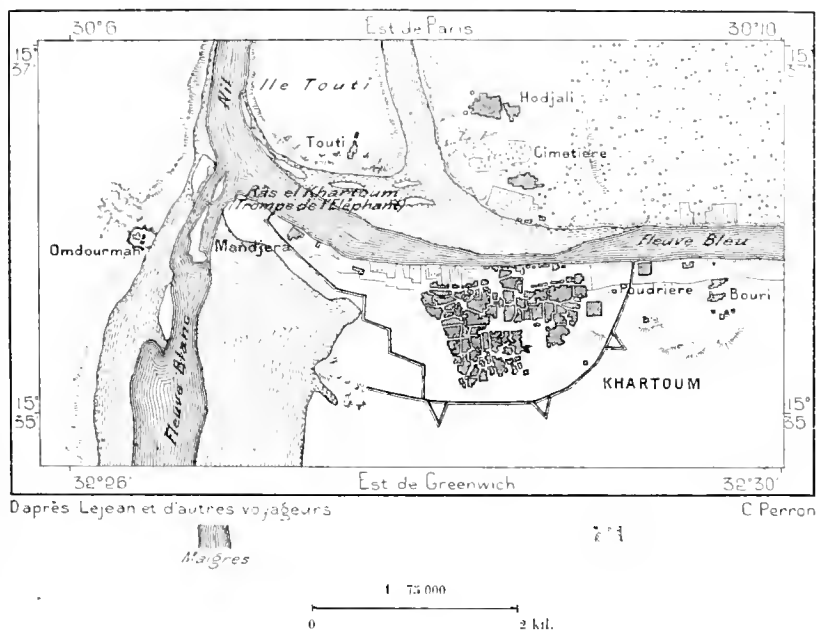 30°6
Est de Paris
30°10
15°
37'
15°
Ile Touti
Nil
Hodjali
Touti
Cimetière
Râs el Khartoum
Trompe de l'Eléphant
Omdourman
Mandjera
Fleuve Bleu
Poudrière
Bouri
Fleuve Blanc
KHARTOUM
15°
35
15°
35
32°26'
Est de Greenwich
32°30'
D'après Lejean et d'autres voyageurs
C Perron
Maigres
1 75 000
0
2 kil.